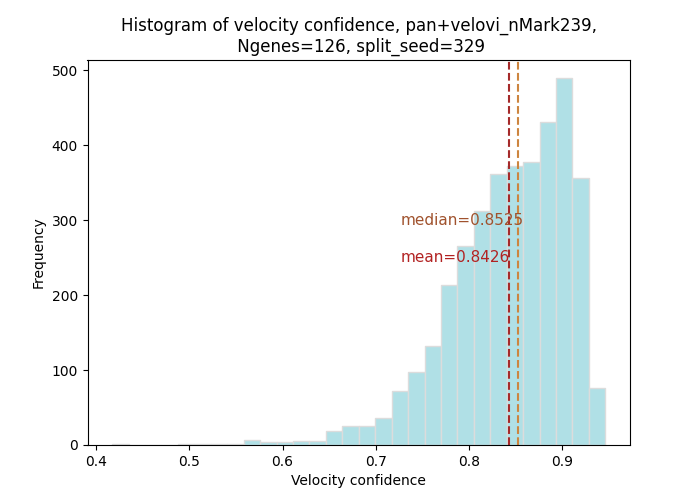 Histogram of velocity confidence, pan+velovi_nMark239,
Ngenes=126, split_seed=329
500
400
300
200
100
0
Frequency
median=0.8525
mean=0.8426
0.4 0.5 0.6 0.7 0.8 0.9
Velocity confidence